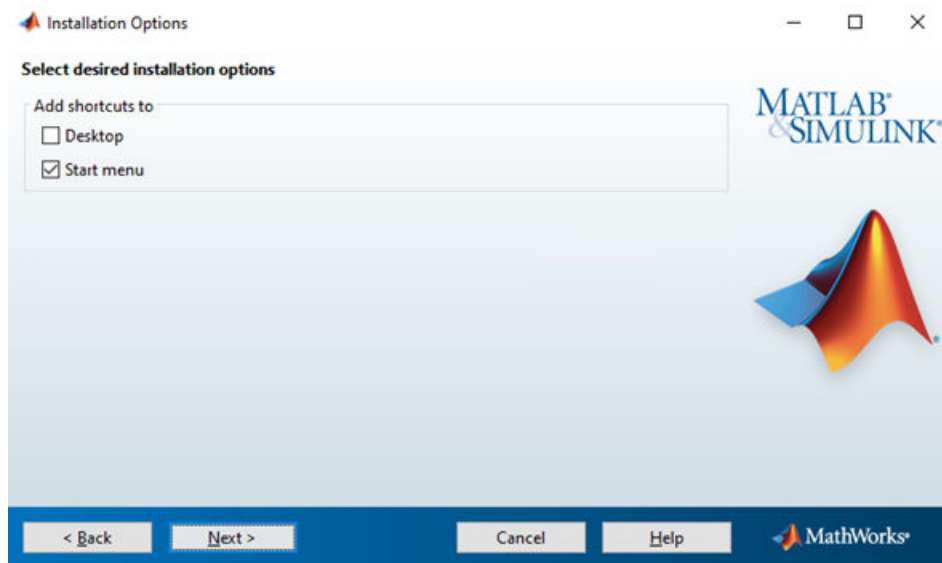 Installation Options
Select desired installation options
Add shortcuts to
Desktop
Start menu
MATLAB®
&SIMULINK®
< Back
Next >
Cancel
Help
MathWorks®